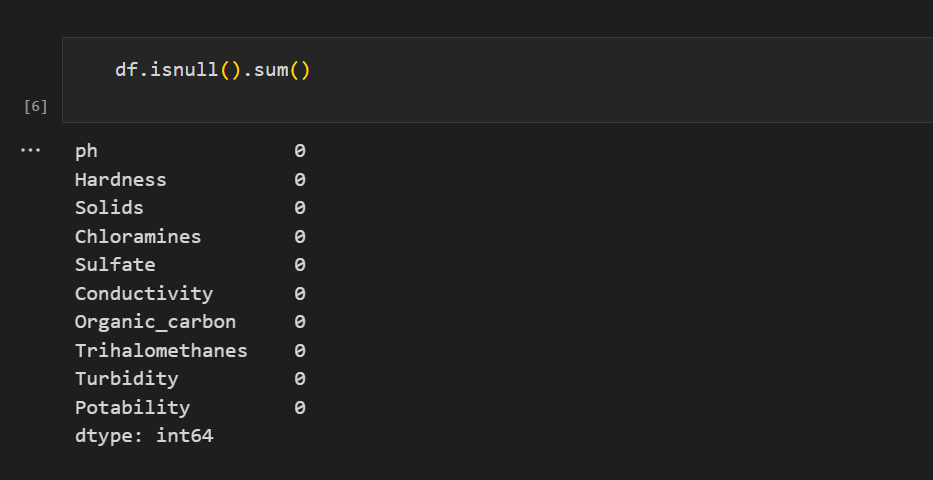 df.isnull().sum()
[6]
...
ph 0
Hardness 0
Solids 0
Chloramines 0
Sulfate 0
Conductivity 0
Organic_carbon 0
Trihalomethanes 0
Turbidity 0
Potability 0
dtype: int64